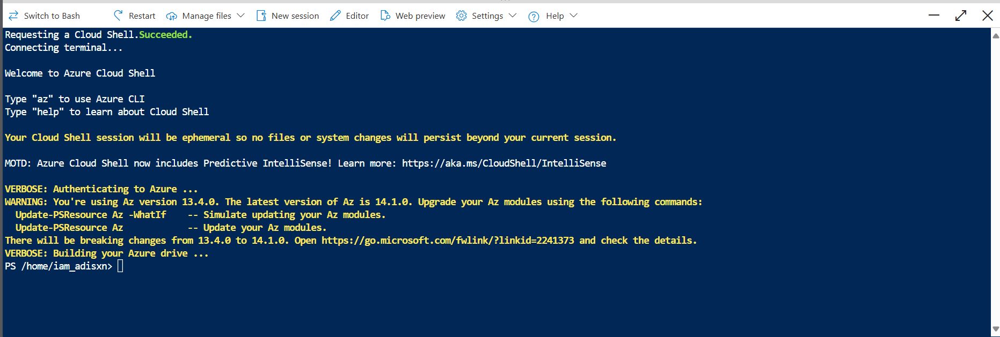 Switch to Bash Restart Manage files New session Editor Web preview Settings Help
Requesting a Cloud Shell.Succeeded.
Connecting terminal...
Welcome to Azure Cloud Shell
Type "az" to use Azure CLI
Type "help" to learn about Cloud Shell
Your Cloud Shell session will be ephemeral so no files or system changes will persist beyond your current session.
MOTD: Azure Cloud Shell now includes Predictive IntelliSense! Learn more: https://aka.ms/CloudShell/IntelliSense
VERBOSE: Authenticating to Azure ...
WARNING: You're using Az version 13.4.0. The latest version of Az is 14.1.0. Upgrade your Az modules using the following commands:
  Update-PSResource Az -WhatIf    -- Simulate updating your Az modules.
  Update-PSResource Az            -- Update your Az modules.
There will be breaking changes from 13.4.0 to 14.1.0. Open https://go.microsoft.com/fwlink/?linkid=2241373 and check the details.
VERBOSE: Building your Azure drive ...
PS /home/iam_adisxn>